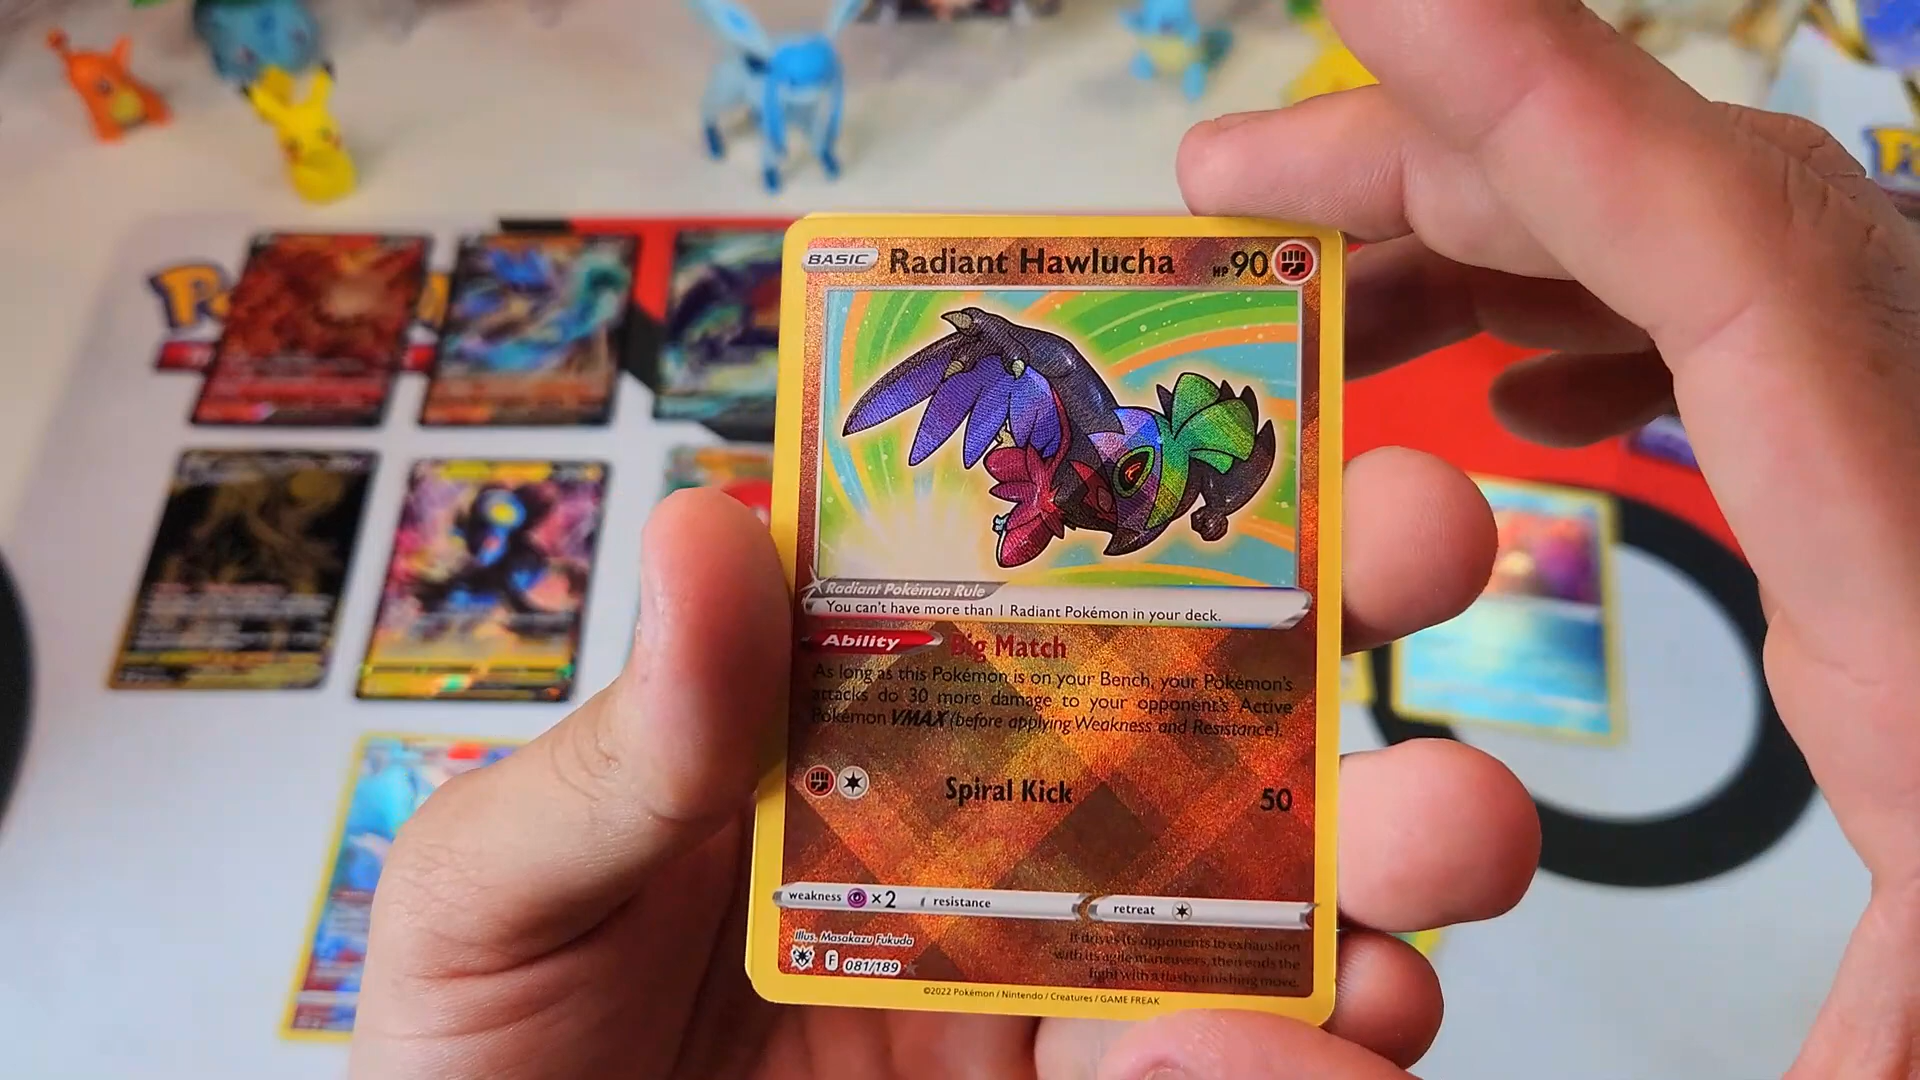 BASIC Radiant Hawlucha HP 90
Radiant Pokémon Rule
You can't have more than 1 Radiant Pokémon in your deck.
Ability Big Match
As long as this Pokémon is on your Bench, your Pokémon's
attacks do 30 more damage to your opponent's Active
Pokémon VMAX (before applying Weakness and Resistance).
Spiral Kick 50
weakness ×2 resistance retreat
Illus. Masakazu Fukuda
F 081/189
It drives its opponents to exhaustion
with its agile maneuvers, then ends the
fight with a flashy finishing move.
©2022 Pokémon / Nintendo / Creatures / GAME FREAK